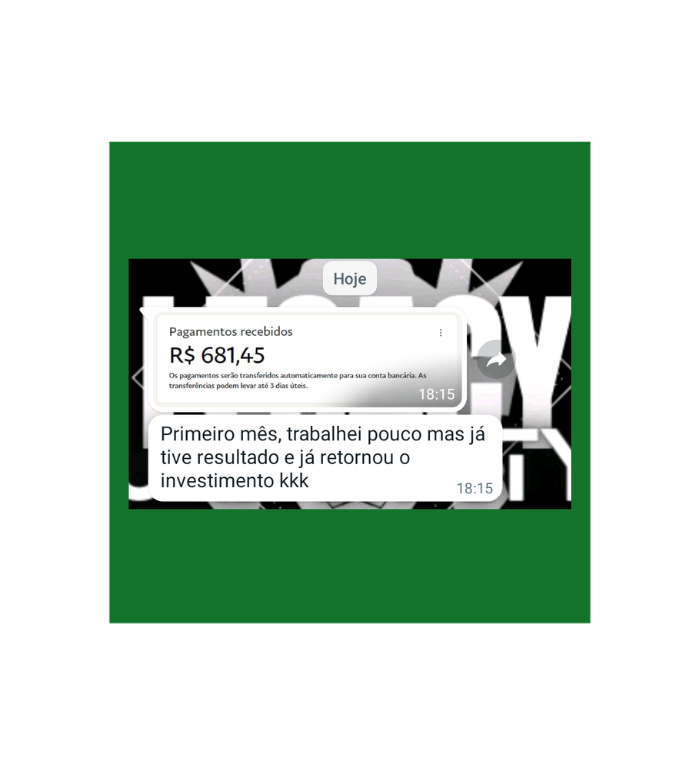 Hoje
Pagamentos recebidos
R$ 681,45
Os pagamentos serão transferidos automaticamente para sua conta bancária. As
transferências podem levar até 3 dias úteis.
18:15
Primeiro mês, trabalhei pouco mas já
tive resultado e já retornou o
investimento kkk
18:15